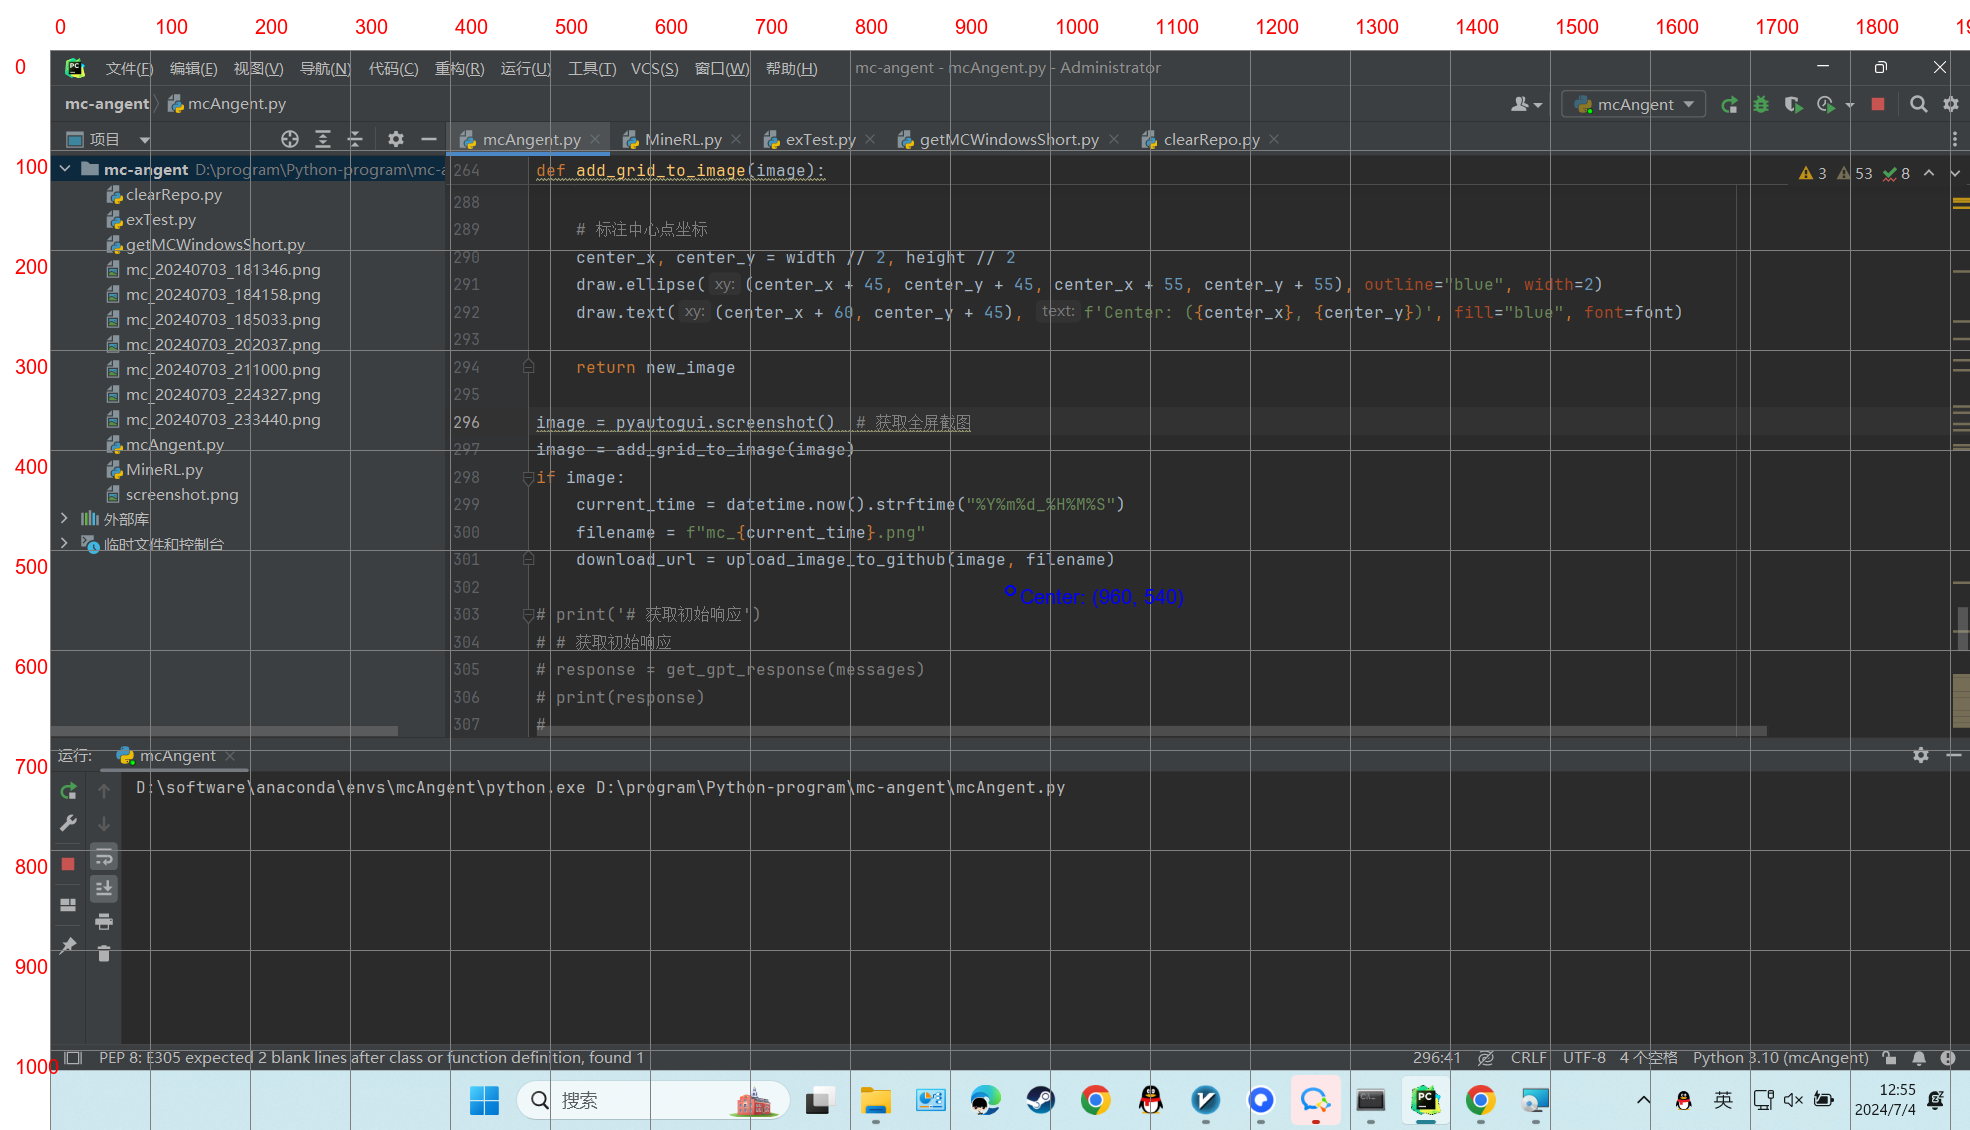 0 100 200 300 400 500 600 700 800 900 1000 1100 1200 1300 1400 1500 1600 1700 1800
0
100
200
300
400
500
600
700
800
900
1000
文件(F) 编辑(E) 视图(V) 导航(N) 代码(C) 重构(R) 运行(U) 工具(T) VCS(S) 窗口(W) 帮助(H) mc-angent - mcAngent.py - Administrator
mc-angent mcAngent.py mcAngent
项目
mcAngent.py MineRL.py exTest.py getMCWindowsShort.py clearRepo.py
mc-angent D:\program\Python-program\mc-a
clearRepo.py
exTest.py
getMCWindowsShort.py
mc_20240703_181346.png
mc_20240703_184158.png
mc_20240703_185033.png
mc_20240703_202037.png
mc_20240703_211000.png
mc_20240703_224327.png
mc_20240703_233440.png
mcAngent.py
MineRL.py
screenshot.png
外部库
临时文件和控制台
264 def add_grid_to_image(image):
3 53 8
288
289 # 标注中心点坐标
290 center_x, center_y = width // 2, height // 2
291 draw.ellipse( xy: (center_x + 45, center_y + 45, center_x + 55, center_y + 55), outline="blue", width=2)
292 draw.text( xy: (center_x + 60, center_y + 45), text: f'Center: ({center_x}, {center_y})', fill="blue", font=font)
293
294 return new_image
295
296 image = pyautogui.screenshot() # 获取全屏截图
297 image = add_grid_to_image(image)
298 if image:
299 current_time = datetime.now().strftime("%Y%m%d_%H%M%S")
300 filename = f"mc_{current_time}.png"
301 download_url = upload_image_to_github(image, filename)
302
Center: (960, 540)
303 # print('# 获取初始响应')
304 # # 获取初始响应
305 # response = get_gpt_response(messages)
306 # print(response)
307 #
运行: mcAngent
D:\software\anaconda\envs\mcAngent\python.exe D:\program\Python-program\mc-angent\mcAngent.py
PEP 8: E305 expected 2 blank lines after class or function definition, found 1
296:41 CRLF UTF-8 4 个空格 Python 3.10 (mcAngent)
搜索
英
12:55
2024/7/4